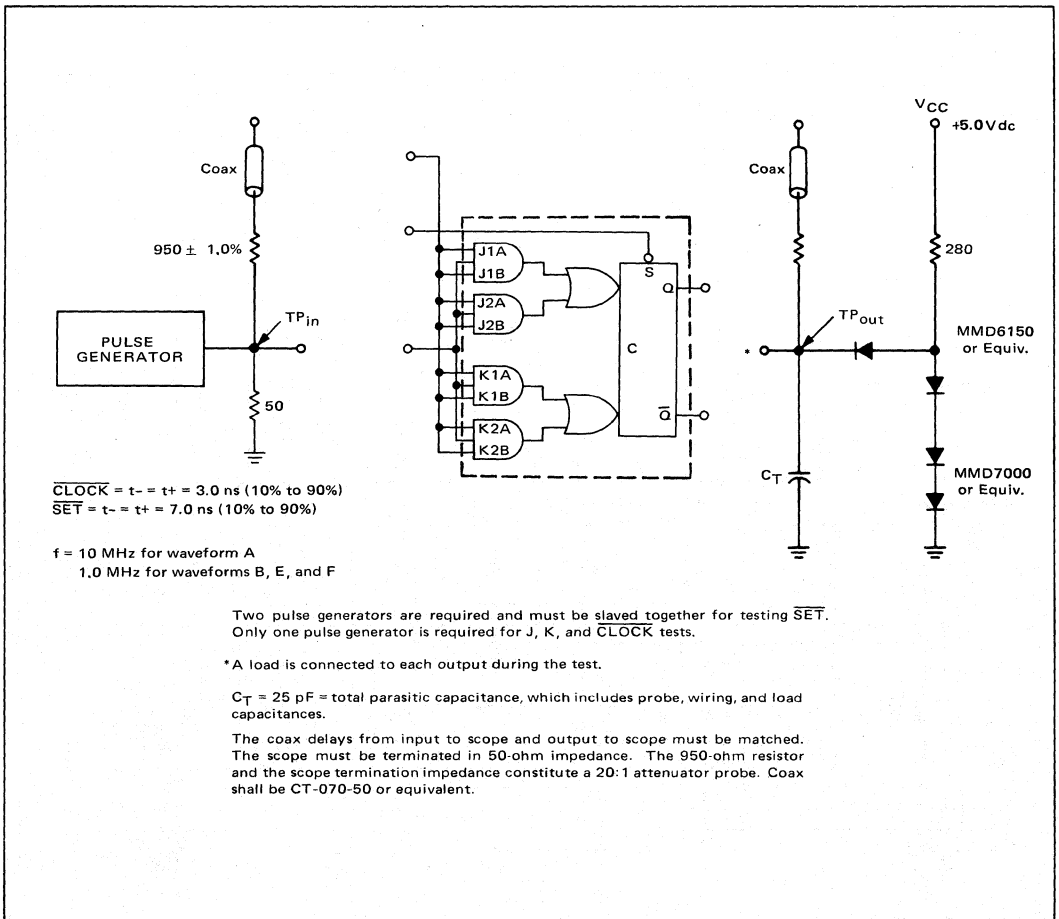 VCC
+5.0 Vdc
Coax
Coax
950 ± 1.0%
280
J1A
J1B
J2A
J2B
S
Q
TPin
TPout
PULSE
GENERATOR
MMD6150
or Equiv.
C
K1A
K1B
K2A
K2B
Q̅
50
CT
MMD7000
or Equiv.
C̅L̅O̅C̅K̅ = t- = t+ = 3.0 ns (10% to 90%)
S̅E̅T̅ = t- = t+ = 7.0 ns (10% to 90%)
f = 10 MHz for waveform A
1.0 MHz for waveforms B, E, and F
Two pulse generators are required and must be slaved together for testing S̅E̅T̅.
Only one pulse generator is required for J, K, and C̅L̅O̅C̅K̅ tests.
*
*A load is connected to each output during the test.
CT = 25 pF = total parasitic capacitance, which includes probe, wiring, and load
capacitances.
The coax delays from input to scope and output to scope must be matched.
The scope must be terminated in 50-ohm impedance. The 950-ohm resistor
and the scope termination impedance constitute a 20:1 attenuator probe. Coax
shall be CT-070-50 or equivalent.